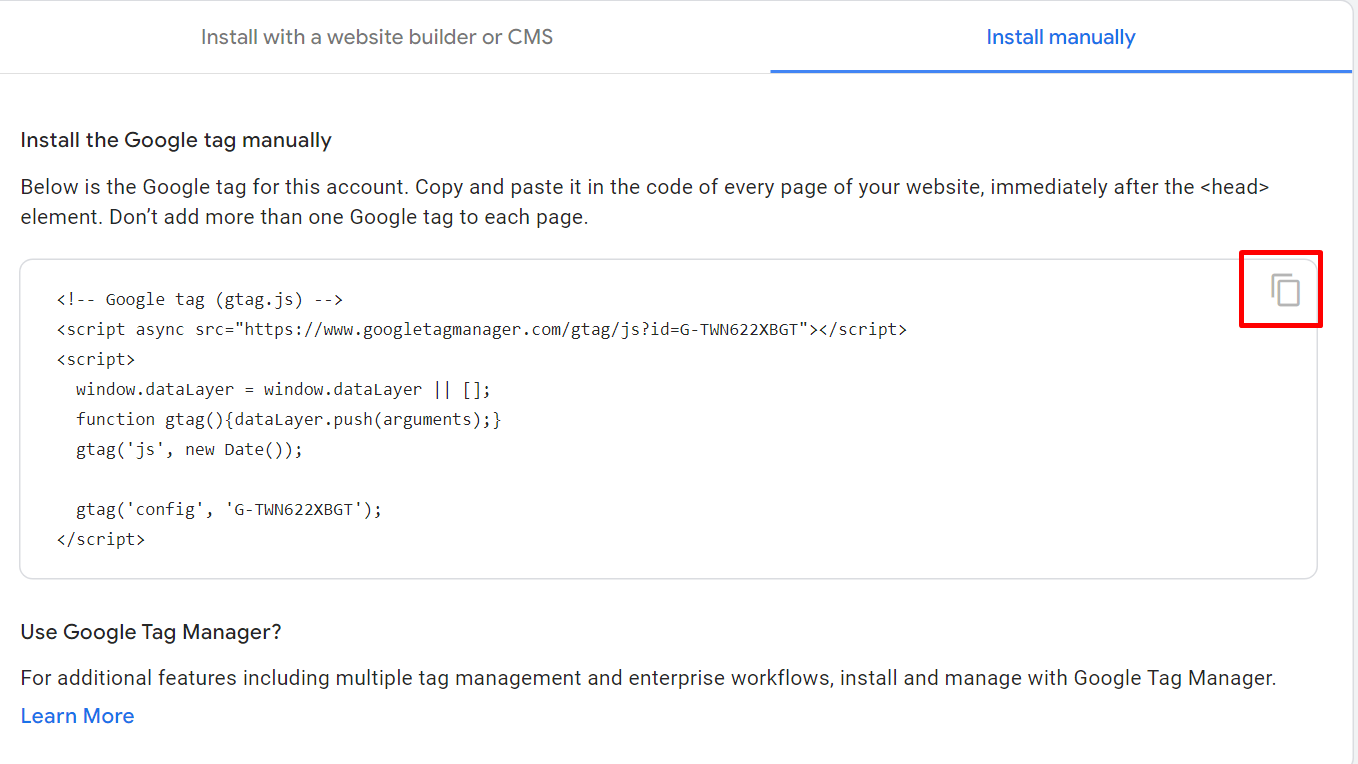 Install with a website builder or CMS
Install manually
Install the Google tag manually
Below is the Google tag for this account. Copy and paste it in the code of every page of your website, immediately after the <head>
element. Don’t add more than one Google tag to each page.
<!-- Google tag (gtag.js) -->
<script async src="https://www.googletagmanager.com/gtag/js?id=G-TWN622XBGT"></script>
<script>
  window.dataLayer = window.dataLayer || [];
  function gtag(){dataLayer.push(arguments);}
  gtag('js', new Date());
  gtag('config', 'G-TWN622XBGT');
</script>
Use Google Tag Manager?
For additional features including multiple tag management and enterprise workflows, install and manage with Google Tag Manager.
Learn More